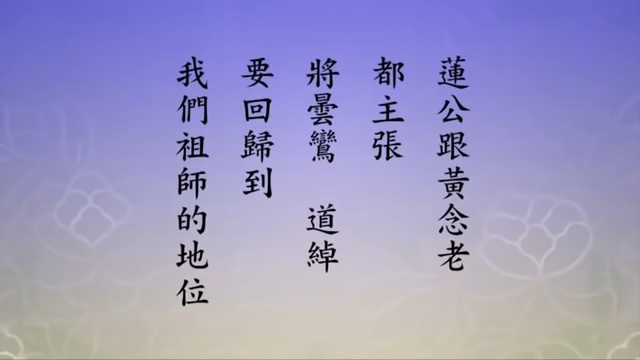 蓮公跟黃念老
都主張
將曇鸞 道綽
要回歸到
我們祖師的地位